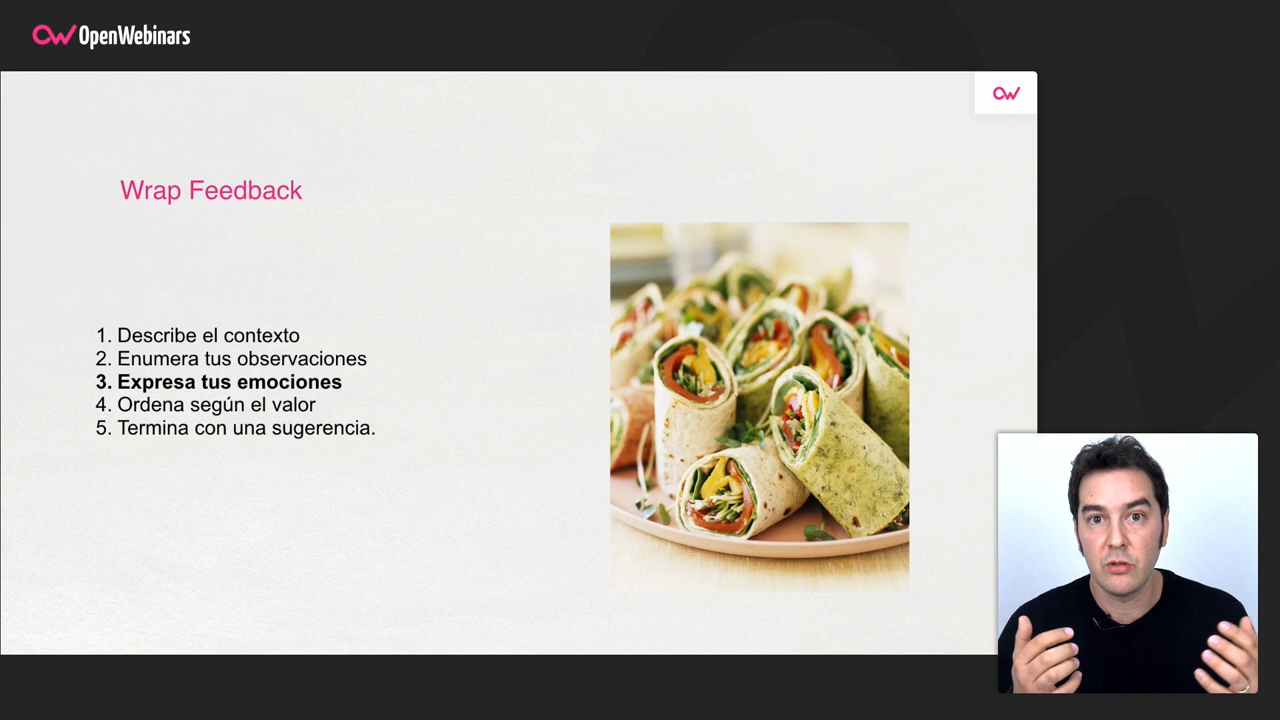 OpenWebinars
Wrap Feedback
1. Describe el contexto
2. Enumera tus observaciones
3. Expresa tus emociones
4. Ordena según el valor
5. Termina con una sugerencia.